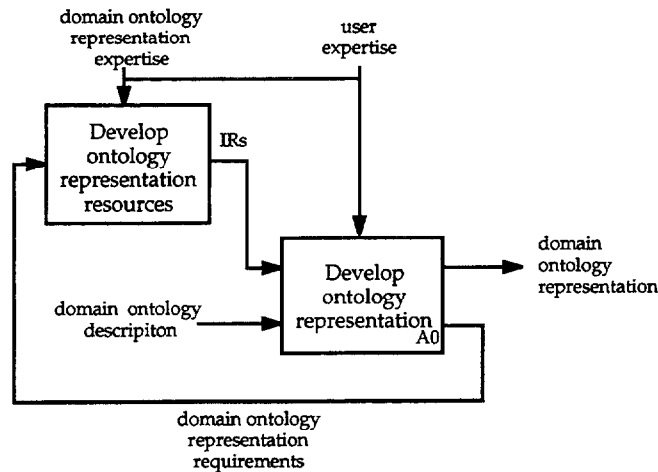 domain ontology
representation
expertise
user
expertise
Develop
ontology
representation
resources
IRs
Develop
ontology
representation
A0
domain
ontology
representation
domain ontology
descripiton
domain ontology
representation
requirements